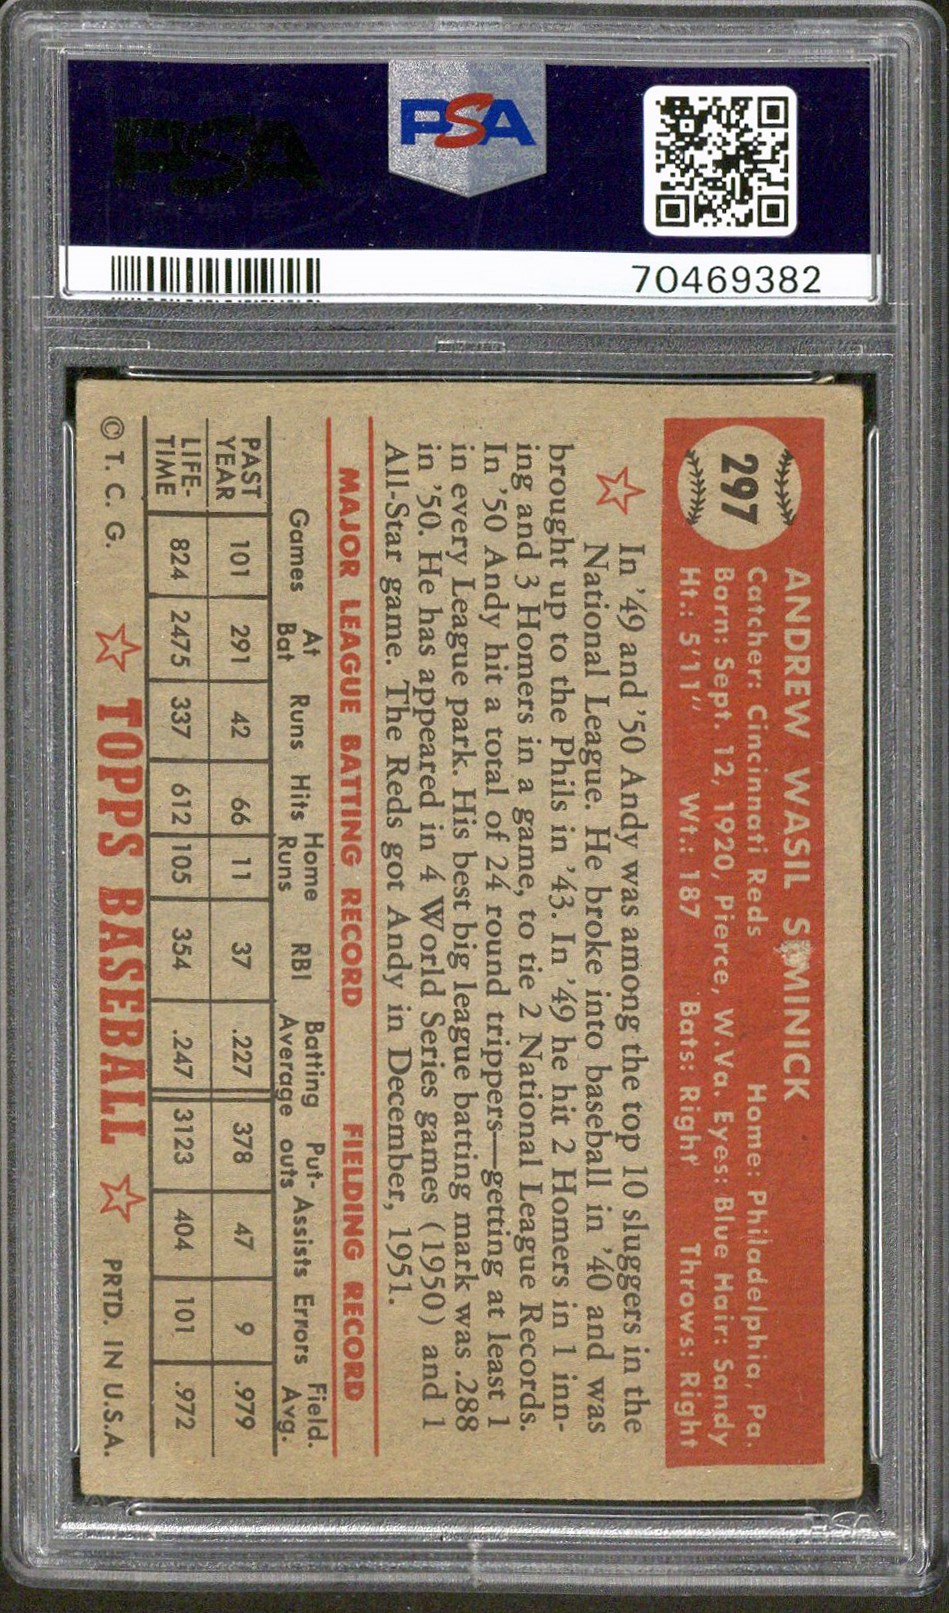 PSA
PSA
70469382
297
ANDREW WASIL SEMINICK
Catcher: Cincinnati Reds Home: Philadelphia, Pa.
Born: Sept. 12, 1920, Pierce, W.Va. Eyes: Blue Hair: Sandy
Ht.: 5'11" Wt.: 187 Bats: Right Throws: Right
In '49 and '50 Andy was among the top 10 sluggers in the
National League. He broke into baseball in '40 and was
brought up to the Phils in '43. In '49 he hit 2 Homers in 1 inn-
ing and 3 Homers in a game, to tie 2 National League Records.
In '50 Andy hit a total of 24 round trippers—getting at least 1
in every League park. His best big league batting mark was .288
in '50. He has appeared in 4 World Series games (1950) and 1
All-Star game. The Reds got Andy in December, 1951.
MAJOR LEAGUE BATTING RECORD FIELDING RECORD
Games At Bat Runs Hits Home Runs RBI Batting Average Put-outs Assists Errors Field. Avg.
PAST YEAR 101 291 42 66 11 37 .227 378 47 9 .979
LIFE-TIME 824 2475 337 612 105 354 .247 3123 404 101 .972
© T. C. G. TOPPS BASEBALL PRTD. IN U.S.A.
PSA